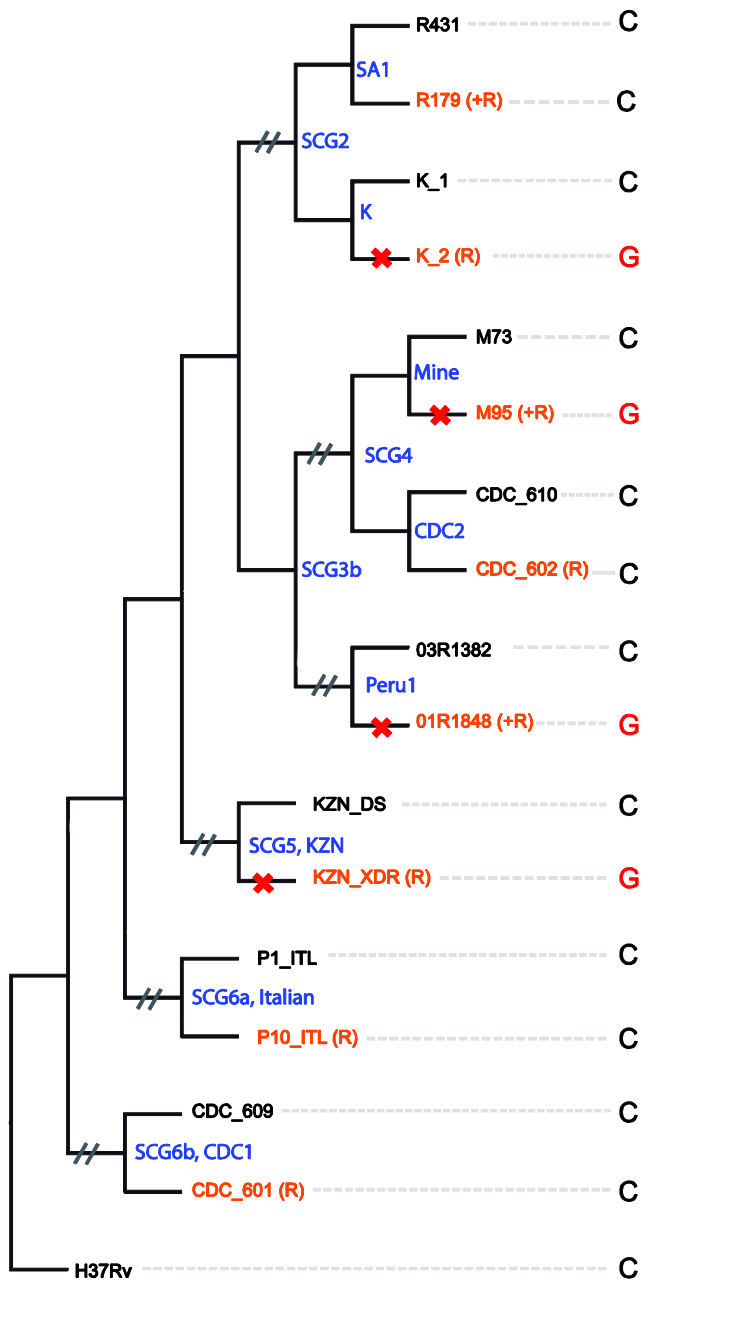 R431 C
SA1
R179 (+R) C
SCG2
K_1 C
K
K_2 (R) G
M73 C
Mine
M95 (+R) G
SCG4
CDC_610 C
CDC2
CDC_602 (R) C
SCG3b
03R1382 C
Peru1
01R1848 (+R) G
KZN_DS C
SCG5, KZN
KZN_XDR (R) G
P1_ITL C
SCG6a, Italian
P10_ITL (R) C
CDC_609 C
SCG6b, CDC1
CDC_601 (R) C
H37Rv C